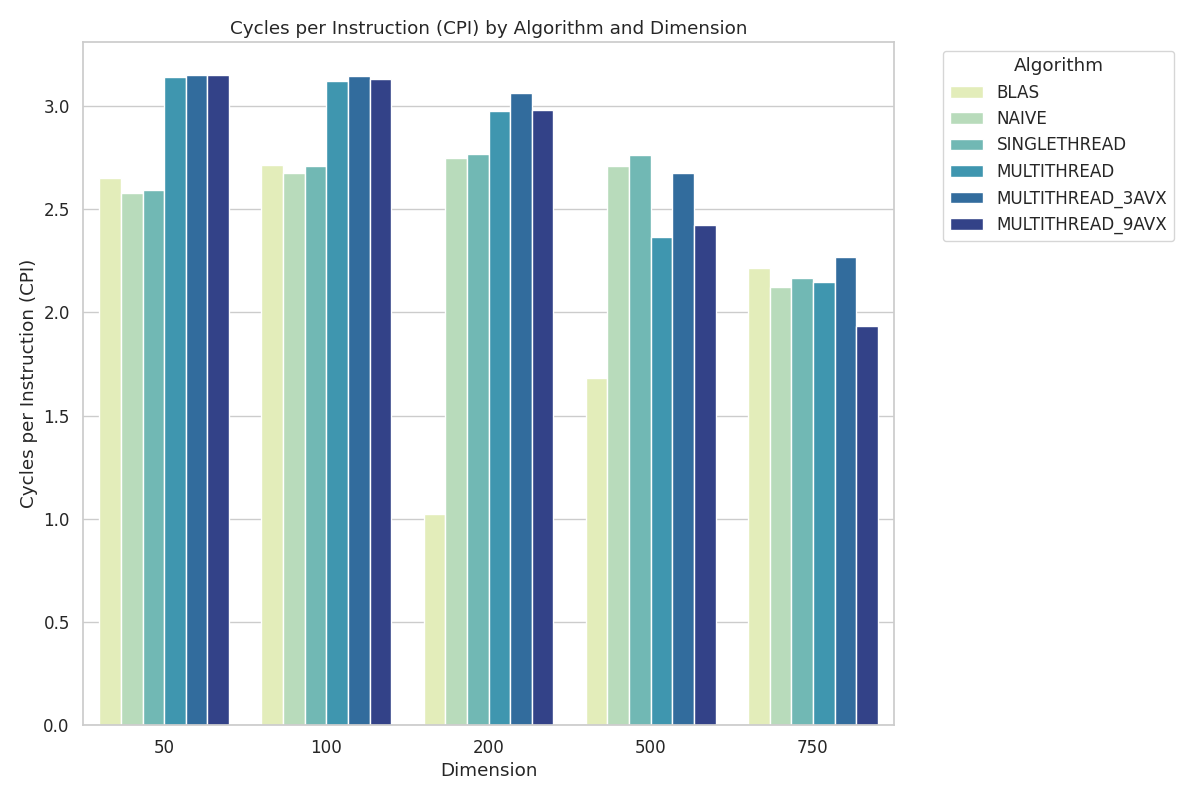 Cycles per Instruction (CPI) by Algorithm and Dimension
Algorithm
BLAS
NAIVE
SINGLETHREAD
MULTITHREAD
MULTITHREAD_3AVX
MULTITHREAD_9AVX
Cycles per Instruction (CPI)
3.0
2.5
2.0
1.5
1.0
0.5
0.0
50
100
200
500
750
Dimension